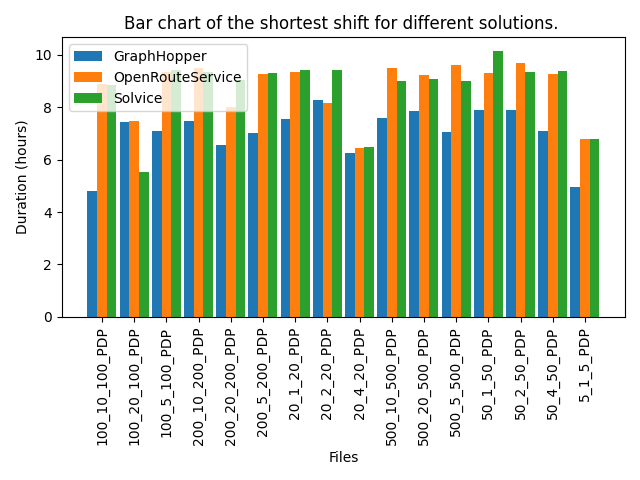 Bar chart of the shortest shift for different solutions.
GraphHopper
OpenRouteService
Solvice
Duration (hours)
10
8
6
4
2
0
100_10_100_PDP
100_20_100_PDP
100_5_100_PDP
200_10_200_PDP
200_20_200_PDP
200_5_200_PDP
20_1_20_PDP
20_2_20_PDP
20_4_20_PDP
500_10_500_PDP
500_20_500_PDP
500_5_500_PDP
50_1_50_PDP
50_2_50_PDP
50_4_50_PDP
5_1_5_PDP
Files